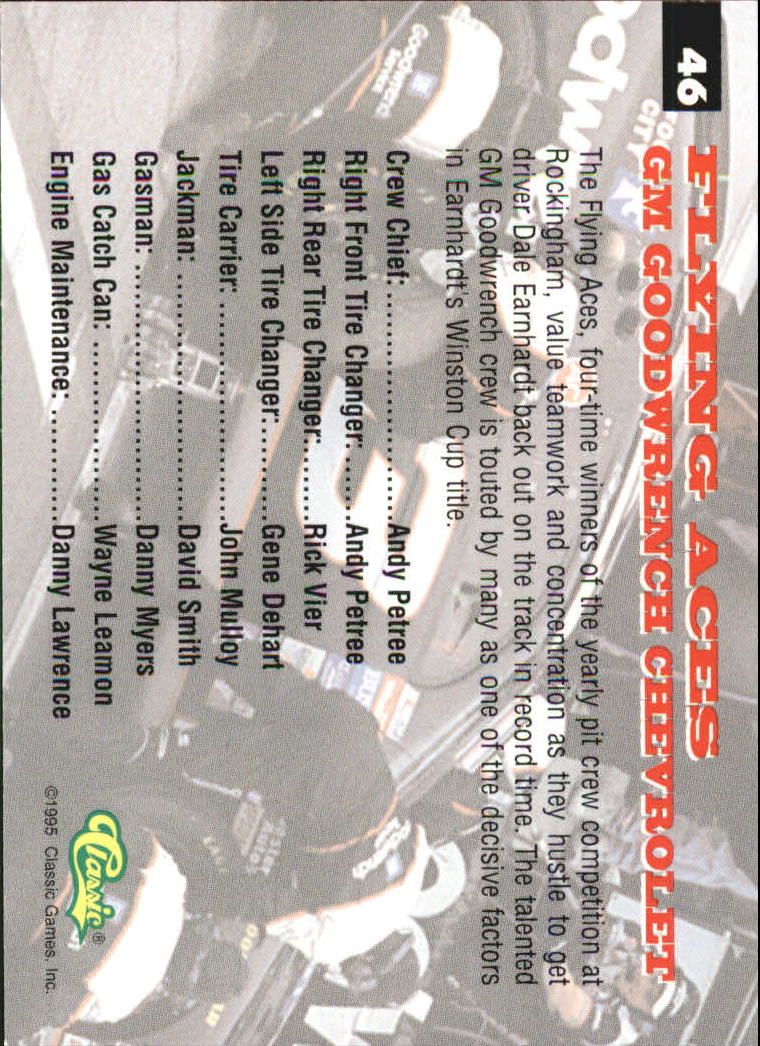 46
FLYING ACES
GM GOODWRENCH CHEVROLET
The Flying Aces, four-time winners of the yearly pit crew competition at
Rockingham, value teamwork and concentration as they hustle to get
driver Dale Earnhardt back out on the track in record time. The talented
GM Goodwrench crew is touted by many as one of the decisive factors
in Earnhardt's Winston Cup title.
Crew Chief: ..................... Andy Petree
Right Front Tire Changer: ...... Andy Petree
Right Rear Tire Changer: ...... Rick Vier
Left Side Tire Changer: ......... Gene Dehart
Tire Carrier: ..................... John Mulloy
Jackman: ........................ David Smith
Gasman: ........................ Danny Myers
Gas Catch Can: ................. Wayne Leamon
Engine Maintenance: ............ Danny Lawrence
Classic®
©1995 Classic Games, Inc.
Goodwrench
Service
CITY
3